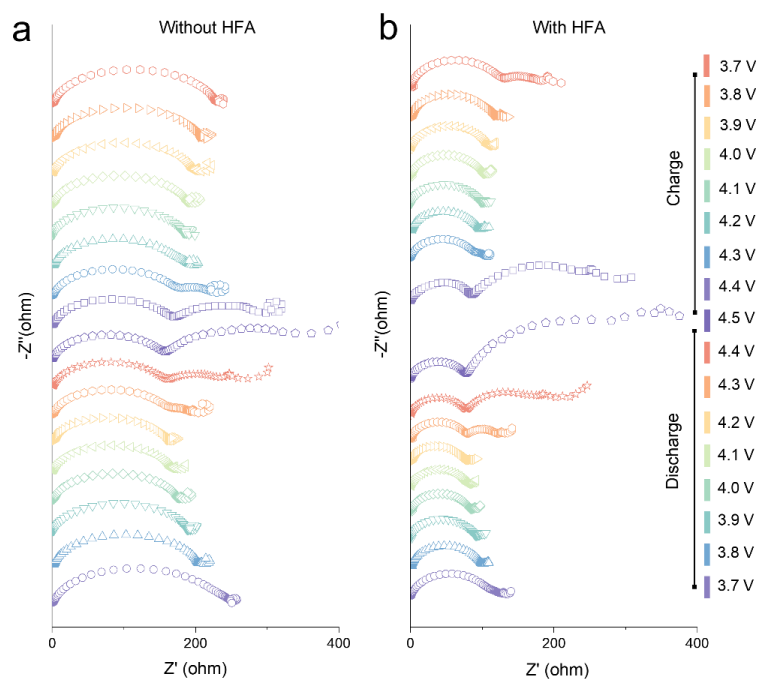 a
Without HFA
b
With HFA
-Z"(ohm)
-Z"(ohm)
0
200
400
Z' (ohm)
0
200
400
Z' (ohm)
Charge
Discharge
3.7 V
3.8 V
3.9 V
4.0 V
4.1 V
4.2 V
4.3 V
4.4 V
4.5 V
4.4 V
4.3 V
4.2 V
4.1 V
4.0 V
3.9 V
3.8 V
3.7 V